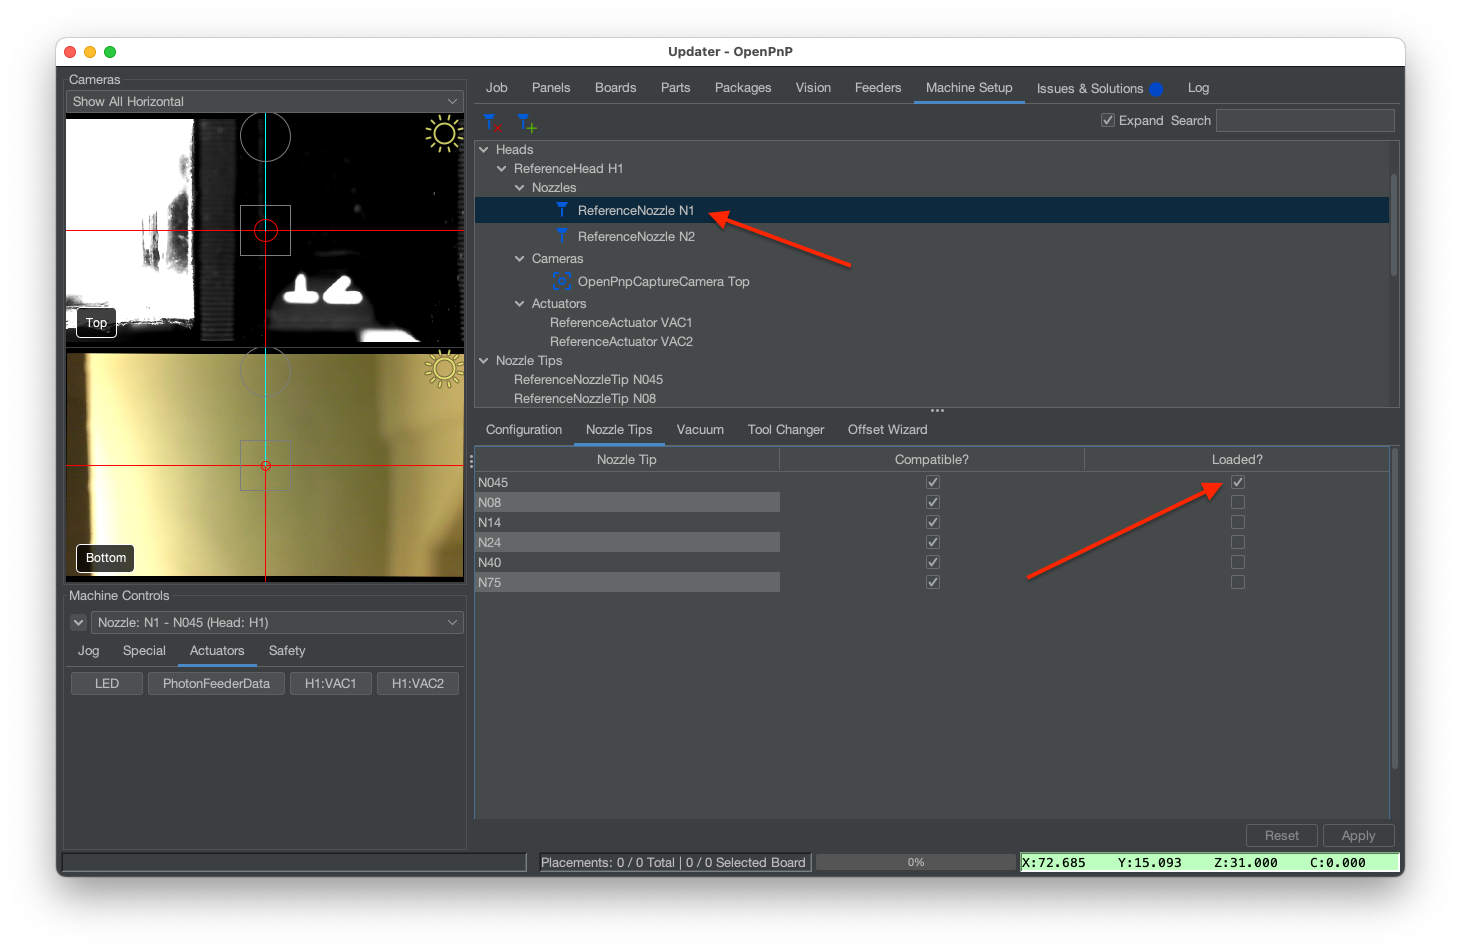 Updater - OpenPnP
Cameras
Show All Horizontal
Top
Bottom
Machine Controls
Nozzle: N1 - N045 (Head: H1)
Jog Special Actuators Safety
LED PhotonFeederData H1:VAC1 H1:VAC2
Job Panels Boards Parts Packages Vision Feeders Machine Setup Issues & Solutions Log
Expand Search
Heads
ReferenceHead H1
Nozzles
ReferenceNozzle N1
ReferenceNozzle N2
Cameras
OpenPnpCaptureCamera Top
Actuators
ReferenceActuator VAC1
ReferenceActuator VAC2
Nozzle Tips
ReferenceNozzleTip N045
ReferenceNozzleTip N08
Configuration Nozzle Tips Vacuum Tool Changer Offset Wizard
Nozzle Tip Compatible? Loaded?
N045
N08
N14
N24
N40
N75
Reset Apply
Placements: 0 / 0 Total | 0 / 0 Selected Board 0% X:72.685 Y:15.093 Z:31.000 C:0.000